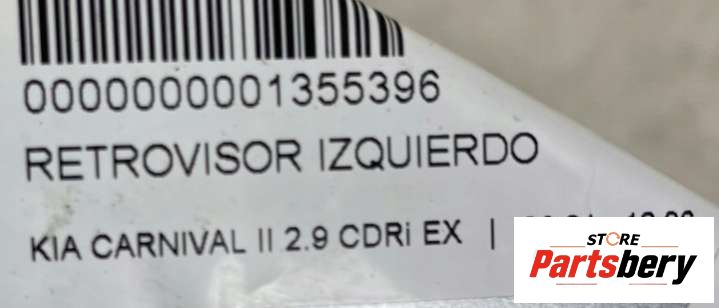 0000000001355396
RETROVISOR IZQUIERDO
KIA CARNIVAL II 2.9 CDRi EX |
STORE
Partsbery